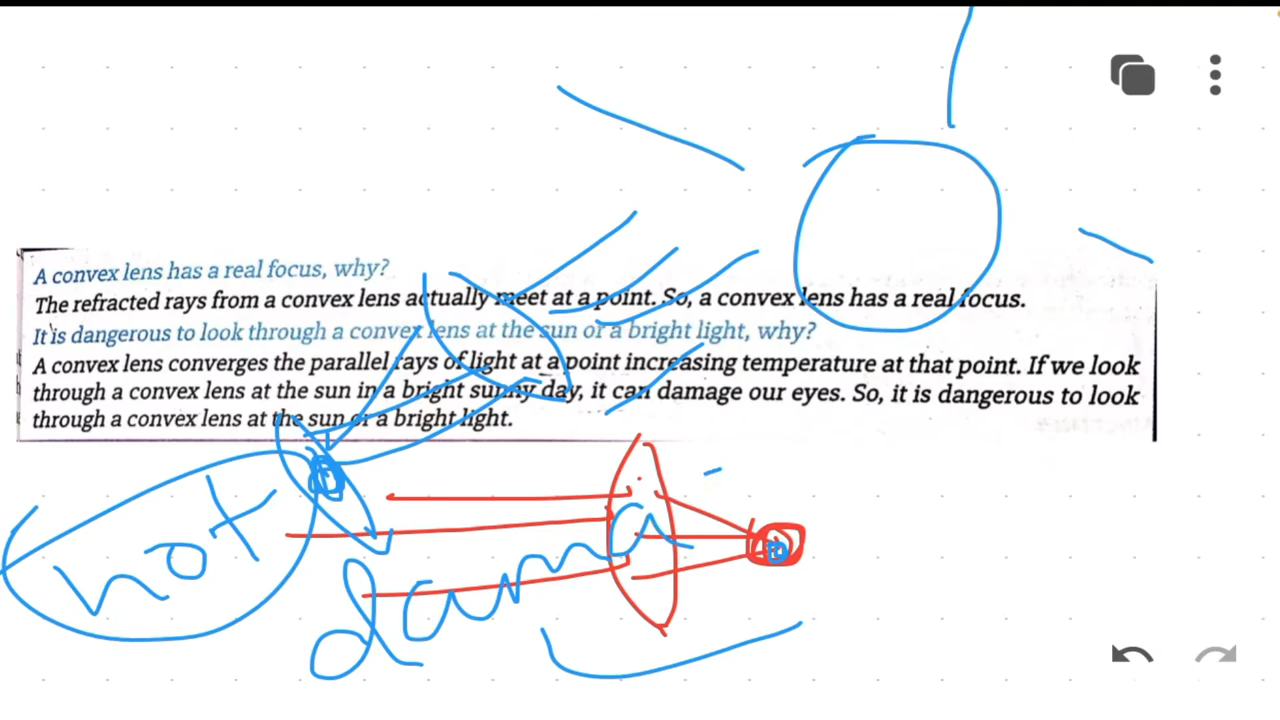 A convex lens has a real focus, why?
The refracted rays from a convex lens actually meet at a point. So, a convex lens has a real focus.
It is dangerous to look through a convex lens at the sun or a bright light, why?
A convex lens converges the parallel rays of light at a point increasing temperature at that point. If we look
through a convex lens at the sun in a bright sunny day, it can damage our eyes. So, it is dangerous to look
through a convex lens at the sun or a bright light.
hot
dama